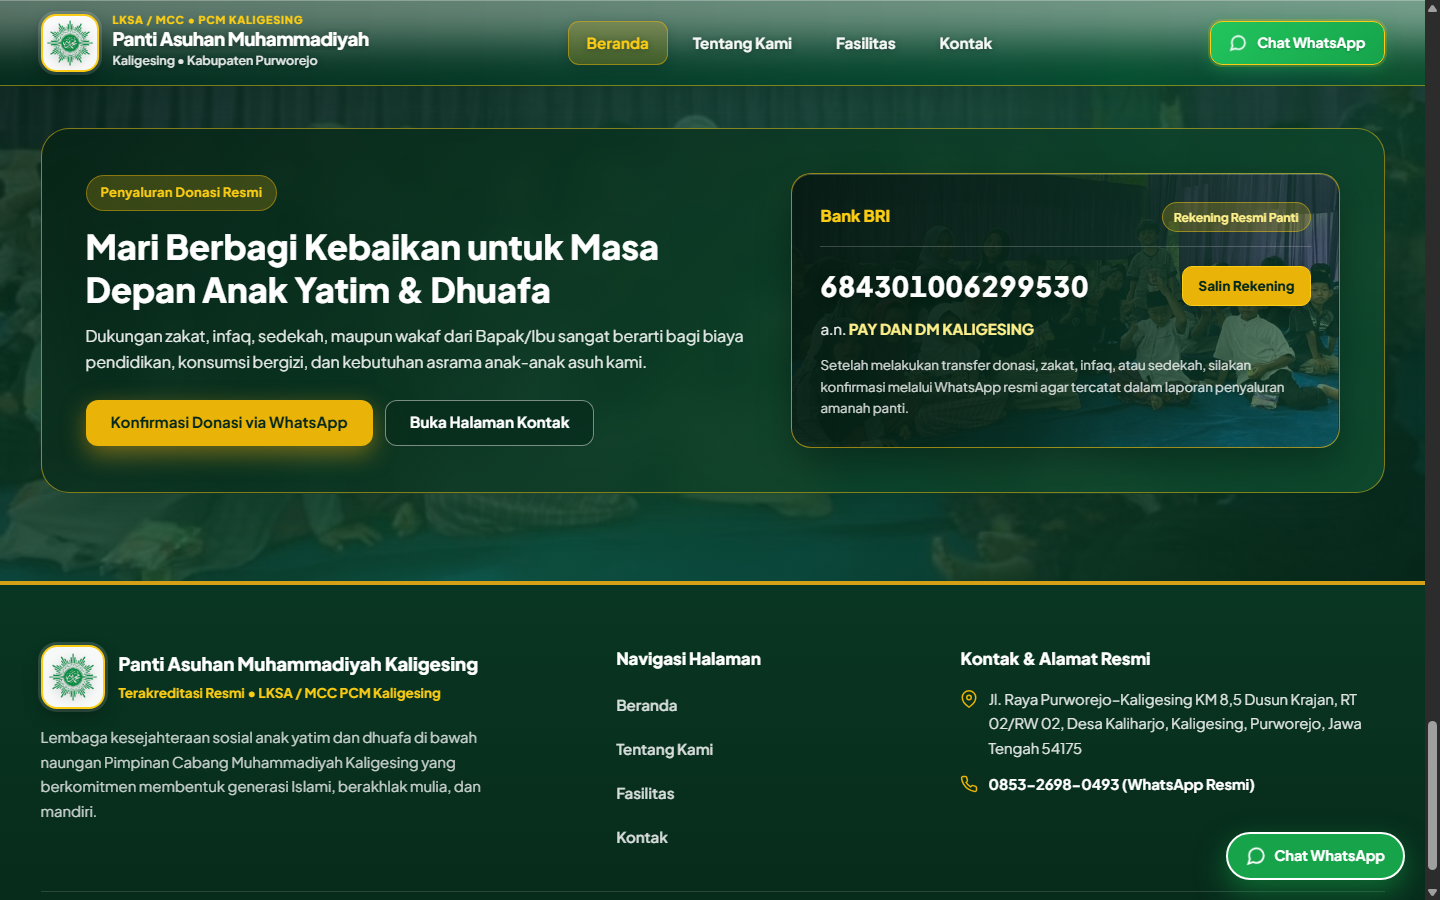 LKSA / MCC • PCM KALIGESING
Panti Asuhan Muhammadiyah
Kaligesing • Kabupaten Purworejo
Beranda
Tentang Kami
Fasilitas
Kontak
Chat WhatsApp
Penyaluran Donasi Resmi
Mari Berbagi Kebaikan untuk Masa
Depan Anak Yatim & Dhuafa
Dukungan zakat, infaq, sedekah, maupun wakaf dari Bapak/Ibu sangat berarti bagi biaya
pendidikan, konsumsi bergizi, dan kebutuhan asrama anak-anak asuh kami.
Konfirmasi Donasi via WhatsApp
Buka Halaman Kontak
Bank BRI
Rekening Resmi Panti
684301006299530
Salin Rekening
a.n. PAY DAN DM KALIGESING
Setelah melakukan transfer donasi, zakat, infaq, atau sedekah, silakan
konfirmasi melalui WhatsApp resmi agar tercatat dalam laporan penyaluran
amanah panti.
Panti Asuhan Muhammadiyah Kaligesing
Terakreditasi Resmi • LKSA / MCC PCM Kaligesing
Lembaga kesejahteraan sosial anak yatim dan dhuafa di bawah
naungan Pimpinan Cabang Muhammadiyah Kaligesing yang
berkomitmen membentuk generasi Islami, berakhlak mulia, dan
mandiri.
Navigasi Halaman
Beranda
Tentang Kami
Fasilitas
Kontak
Kontak & Alamat Resmi
Jl. Raya Purworejo–Kaligesing KM 8,5 Dusun Krajan, RT
02/RW 02, Desa Kaliharjo, Kaligesing, Purworejo, Jawa
Tengah 54175
0853-2698-0493 (WhatsApp Resmi)
Chat WhatsApp